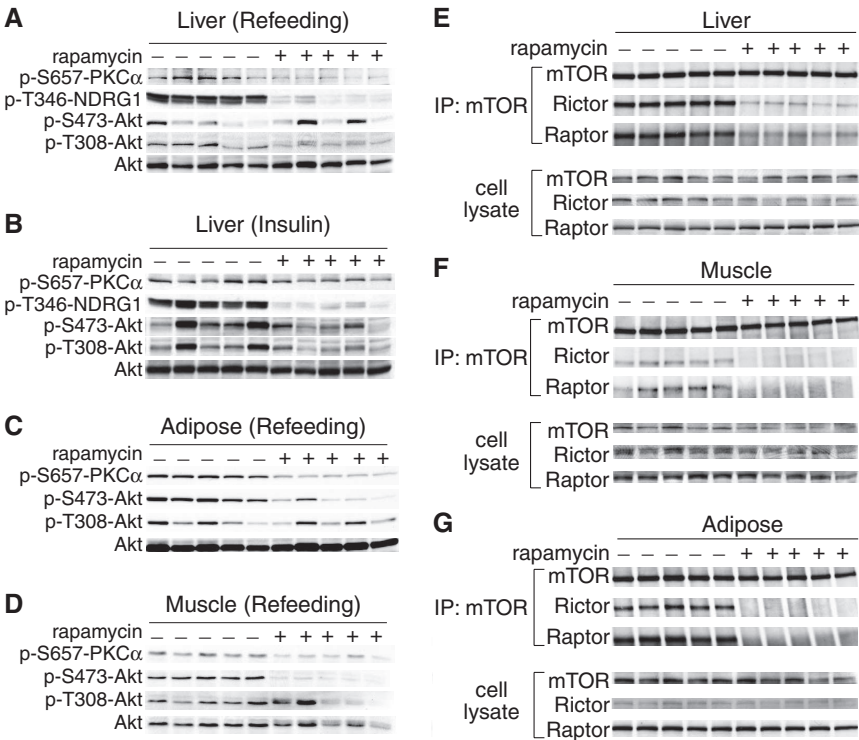 A
Liver (Refeeding)
rapamycin − − − − − + + + + +
p-S657-PKCα
p-T346-NDRG1
p-S473-Akt
p-T308-Akt
Akt
B
Liver (Insulin)
rapamycin − − − − − + + + + +
p-S657-PKCα
p-T346-NDRG1
p-S473-Akt
p-T308-Akt
Akt
C
Adipose (Refeeding)
rapamycin − − − − − + + + + +
p-S657-PKCα
p-S473-Akt
p-T308-Akt
Akt
D
Muscle (Refeeding)
rapamycin − − − − − + + + + +
p-S657-PKCα
p-S473-Akt
p-T308-Akt
Akt
E
Liver
rapamycin − − − − − + + + + +
IP: mTOR
mTOR
Rictor
Raptor
cell
lysate
mTOR
Rictor
Raptor
F
Muscle
rapamycin − − − − − + + + + +
IP: mTOR
mTOR
Rictor
Raptor
cell
lysate
mTOR
Rictor
Raptor
G
Adipose
rapamycin − − − − − + + + + +
IP: mTOR
mTOR
Rictor
Raptor
cell
lysate
mTOR
Rictor
Raptor